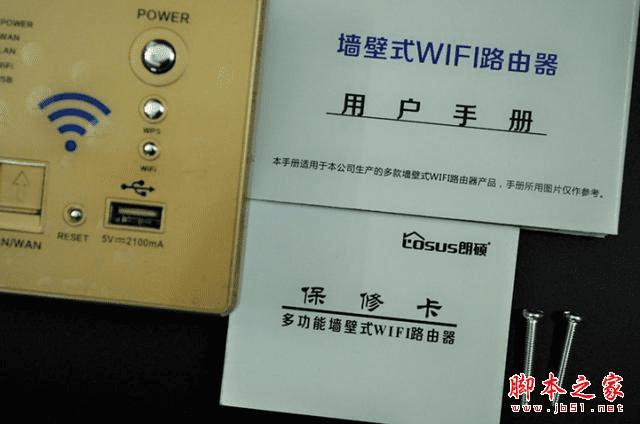 POWER
POWER
WAN
LAN
WiFi
USB
WPS
WiFi
RESET
5V⎓2100mA
N/WAN
墙壁式WIFI路由器
用户手册
本手册适用于本公司生产的多款墙壁式WIFI路由器产品，手册所用图片仅作参考。
Losus朗硕®
保修卡
多功能墙壁式WIFI路由器
脚本之家
www.jb51.net